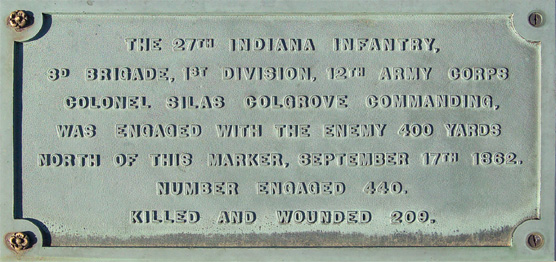 THE 27TH INDIANA INFANTRY,
3D BRIGADE, 1ST DIVISION, 12TH ARMY CORPS
COLONEL SILAS COLGROVE COMMANDING,
WAS ENGAGED WITH THE ENEMY 400 YARDS
NORTH OF THIS MARKER, SEPTEMBER 17TH 1862.
NUMBER ENGAGED 440.
KILLED AND WOUNDED 209.